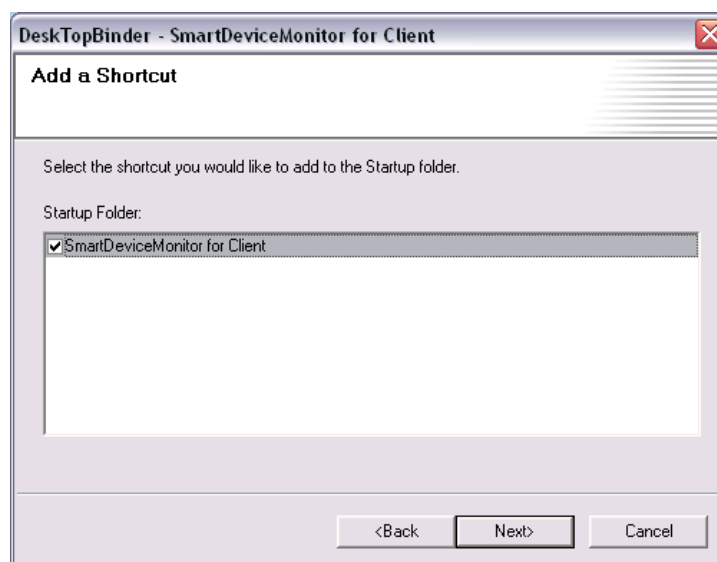 DeskTopBinder - SmartDeviceMonitor for Client
Add a Shortcut
Select the shortcut you would like to add to the Startup folder.
Startup Folder:
SmartDeviceMonitor for Client
<Back
Next>
Cancel